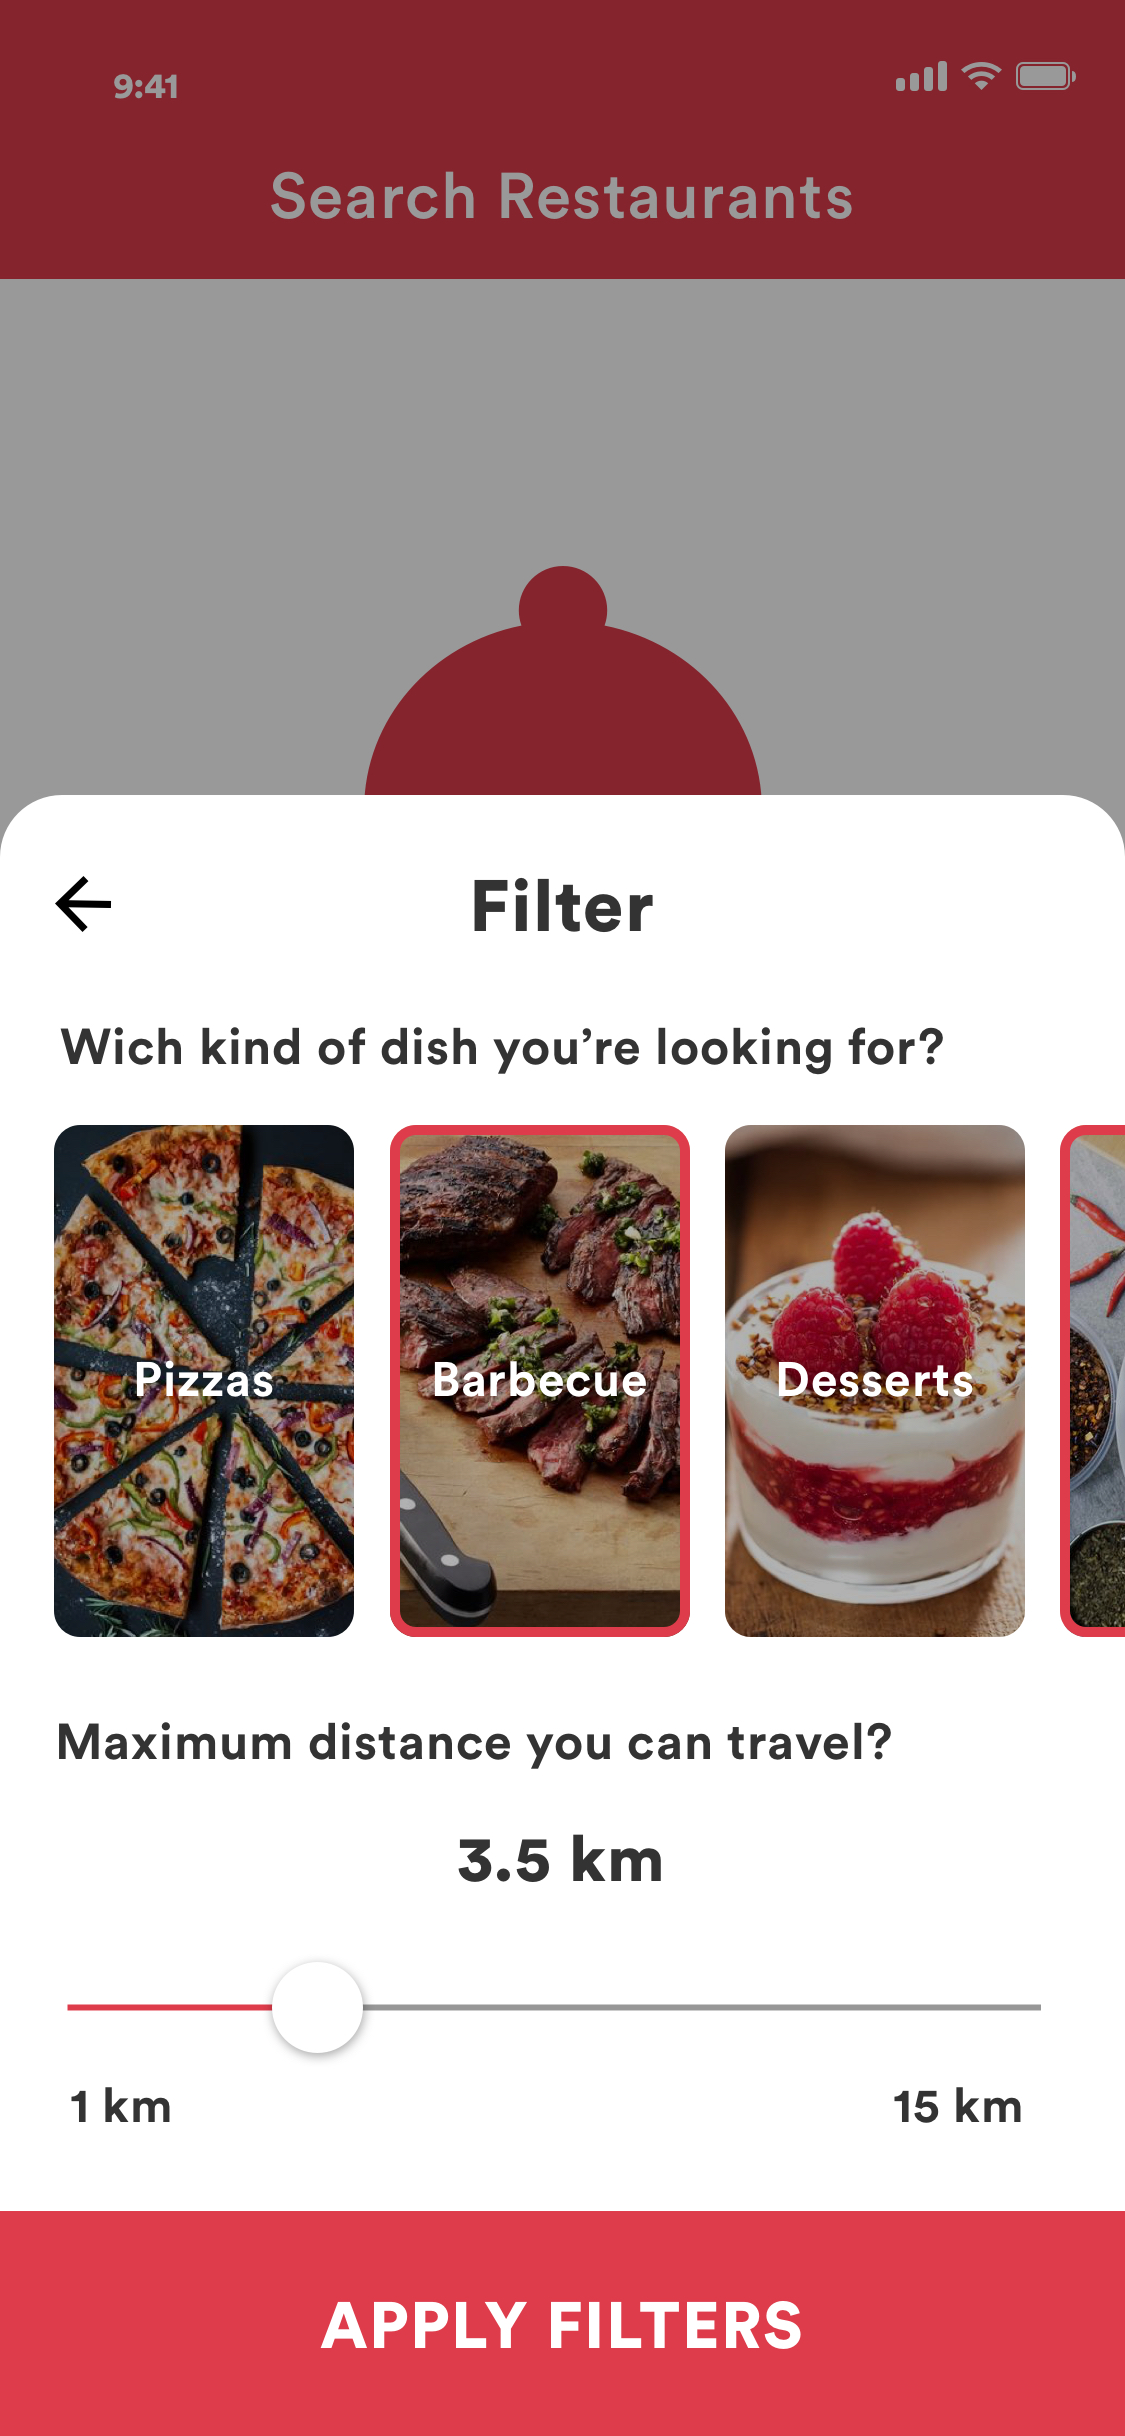 9:41
Search Restaurants
Filter
Wich kind of dish you’re looking for?
Pizzas
Barbecue
Desserts
Maximum distance you can travel?
3.5 km
1 km
15 km
APPLY FILTERS